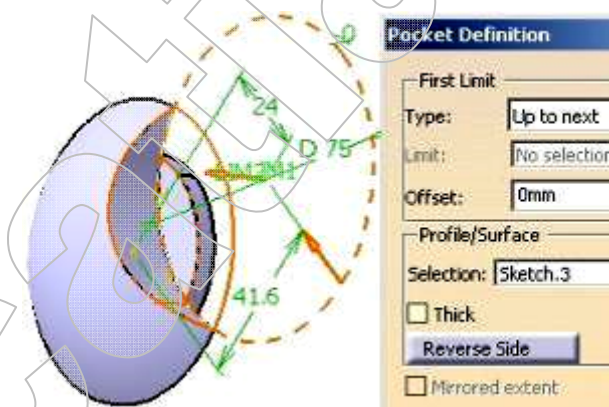 Pocket Definition
First Limit
Type: Up to next
Limit: No selection
Offset: 0mm
Profile/Surface
Selection: Sketch.3
Thick
Reverse Side
Mirrored extent
24
D 75
41.6